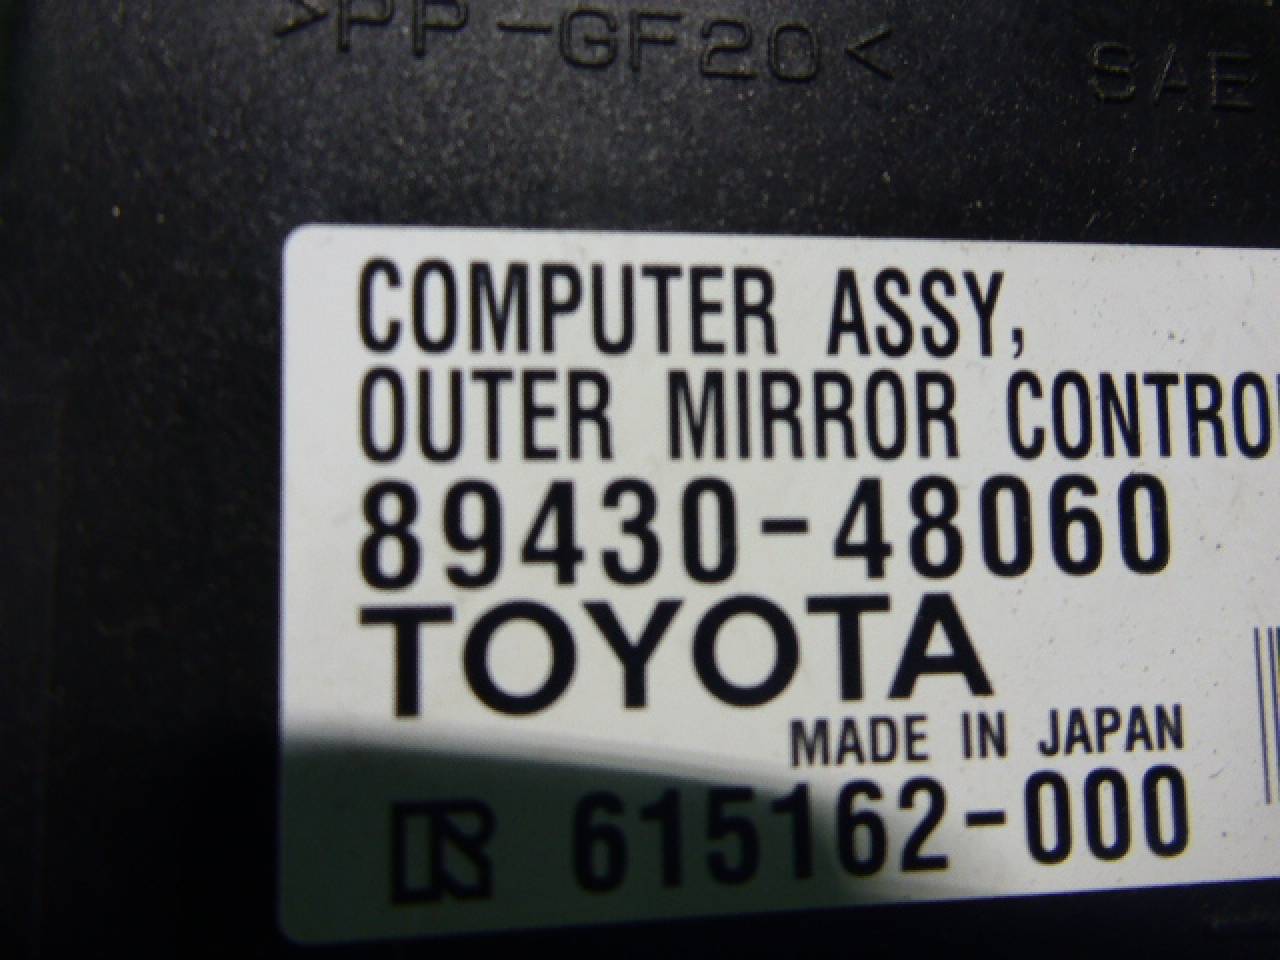 >PP-GF20<
SAE
COMPUTER ASSY,
OUTER MIRROR CONTRO
89430-48060
TOYOTA
MADE IN JAPAN
615162-000